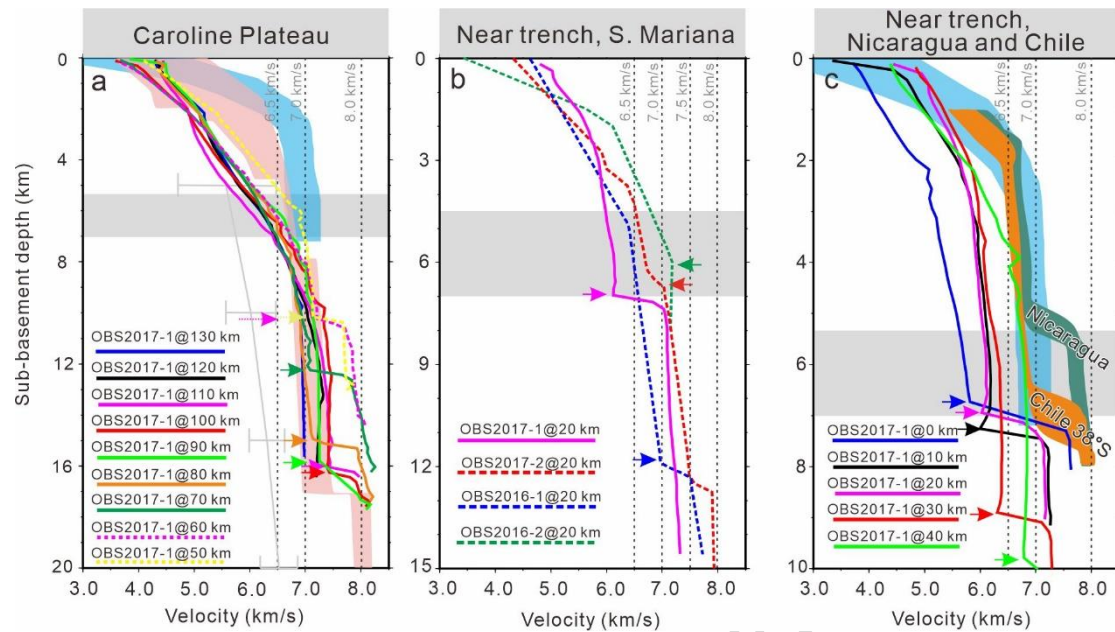 Caroline Plateau
Near trench, S. Mariana
Near trench,
Nicaragua and Chile
Sub-basement depth (km)
0
4
8
12
16
20
a
6.5 km/s
7.0 km/s
8.0 km/s
OBS2017-1@130 km
OBS2017-1@120 km
OBS2017-1@110 km
OBS2017-1@100 km
OBS2017-1@90 km
OBS2017-1@80 km
OBS2017-1@70 km
OBS2017-1@60 km
OBS2017-1@50 km
3.0 4.0 5.0 6.0 7.0 8.0
Velocity (km/s)
0
3
6
9
12
15
b
6.5 km/s
7.0 km/s
7.5 km/s
8.0 km/s
OBS2017-1@20 km
OBS2017-2@20 km
OBS2016-1@20 km
OBS2016-2@20 km
3.0 4.0 5.0 6.0 7.0 8.0
Velocity (km/s)
0
2
4
6
8
10
c
6.5 km/s
7.0 km/s
8.0 km/s
Nicaragua
Chile 38°S
OBS2017-1@0 km
OBS2017-1@10 km
OBS2017-1@20 km
OBS2017-1@30 km
OBS2017-1@40 km
3.0 4.0 5.0 6.0 7.0 8.0
Velocity (km/s)